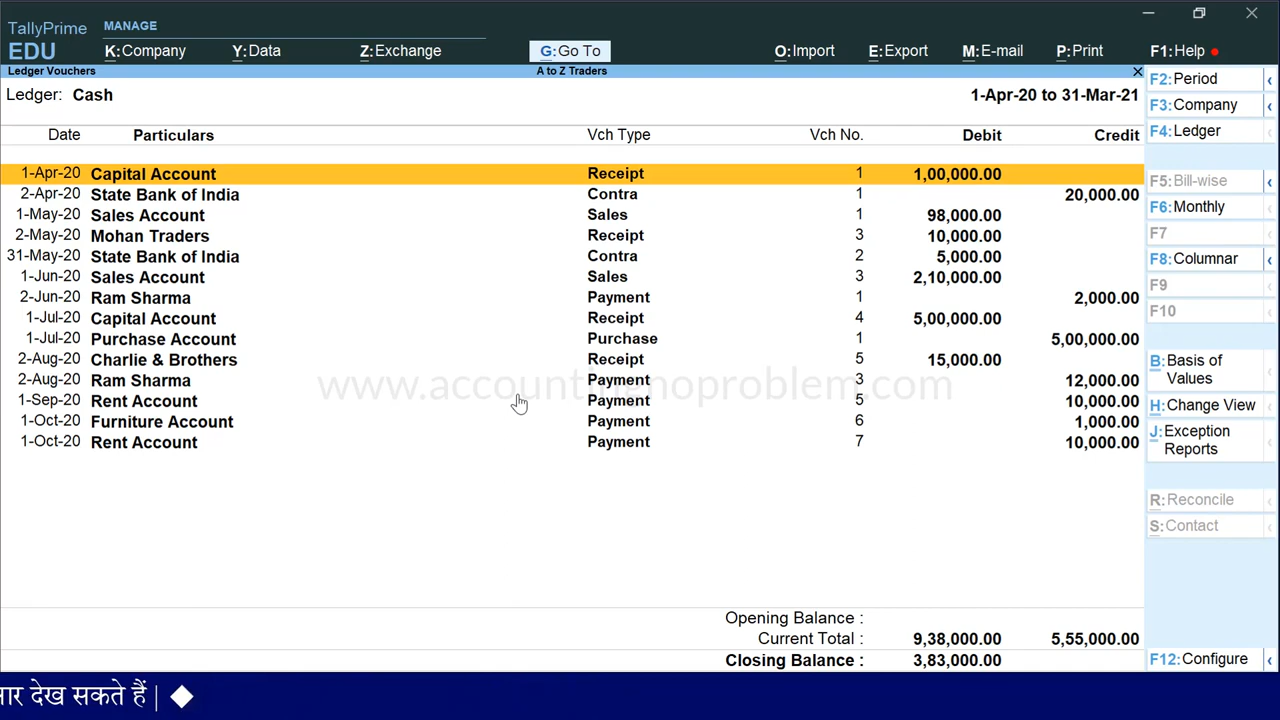 TallyPrime MANAGE
EDU K:Company Y:Data Z:Exchange G:Go To O:Import E:Export M:E-mail P:Print F1:Help
Ledger Vouchers A to Z Traders
Ledger: Cash 1-Apr-20 to 31-Mar-21
Date Particulars Vch Type Vch No. Debit Credit
1-Apr-20 Capital Account Receipt 1 1,00,000.00
2-Apr-20 State Bank of India Contra 1 20,000.00
1-May-20 Sales Account Sales 1 98,000.00
2-May-20 Mohan Traders Receipt 3 10,000.00
31-May-20 State Bank of India Contra 2 5,000.00
1-Jun-20 Sales Account Sales 3 2,10,000.00
2-Jun-20 Ram Sharma Payment 1 2,000.00
1-Jul-20 Capital Account Receipt 4 5,00,000.00
1-Jul-20 Purchase Account Purchase 1 5,00,000.00
2-Aug-20 Charlie & Brothers Receipt 5 15,000.00
2-Aug-20 Ram Sharma Payment 3 12,000.00
1-Sep-20 Rent Account Payment 5 10,000.00
1-Oct-20 Furniture Account Payment 6 1,000.00
1-Oct-20 Rent Account Payment 7 10,000.00
Opening Balance :
Current Total : 9,38,000.00 5,55,000.00
Closing Balance : 3,83,000.00
F2:Period
F3:Company
F4:Ledger
F5:Bill-wise
F6:Monthly
F7
F8:Columnar
F9
F10
B:Basis of
Values
H:Change View
J:Exception
Reports
R:Reconcile
S:Contact
F12:Configure
देख सकते हैं |